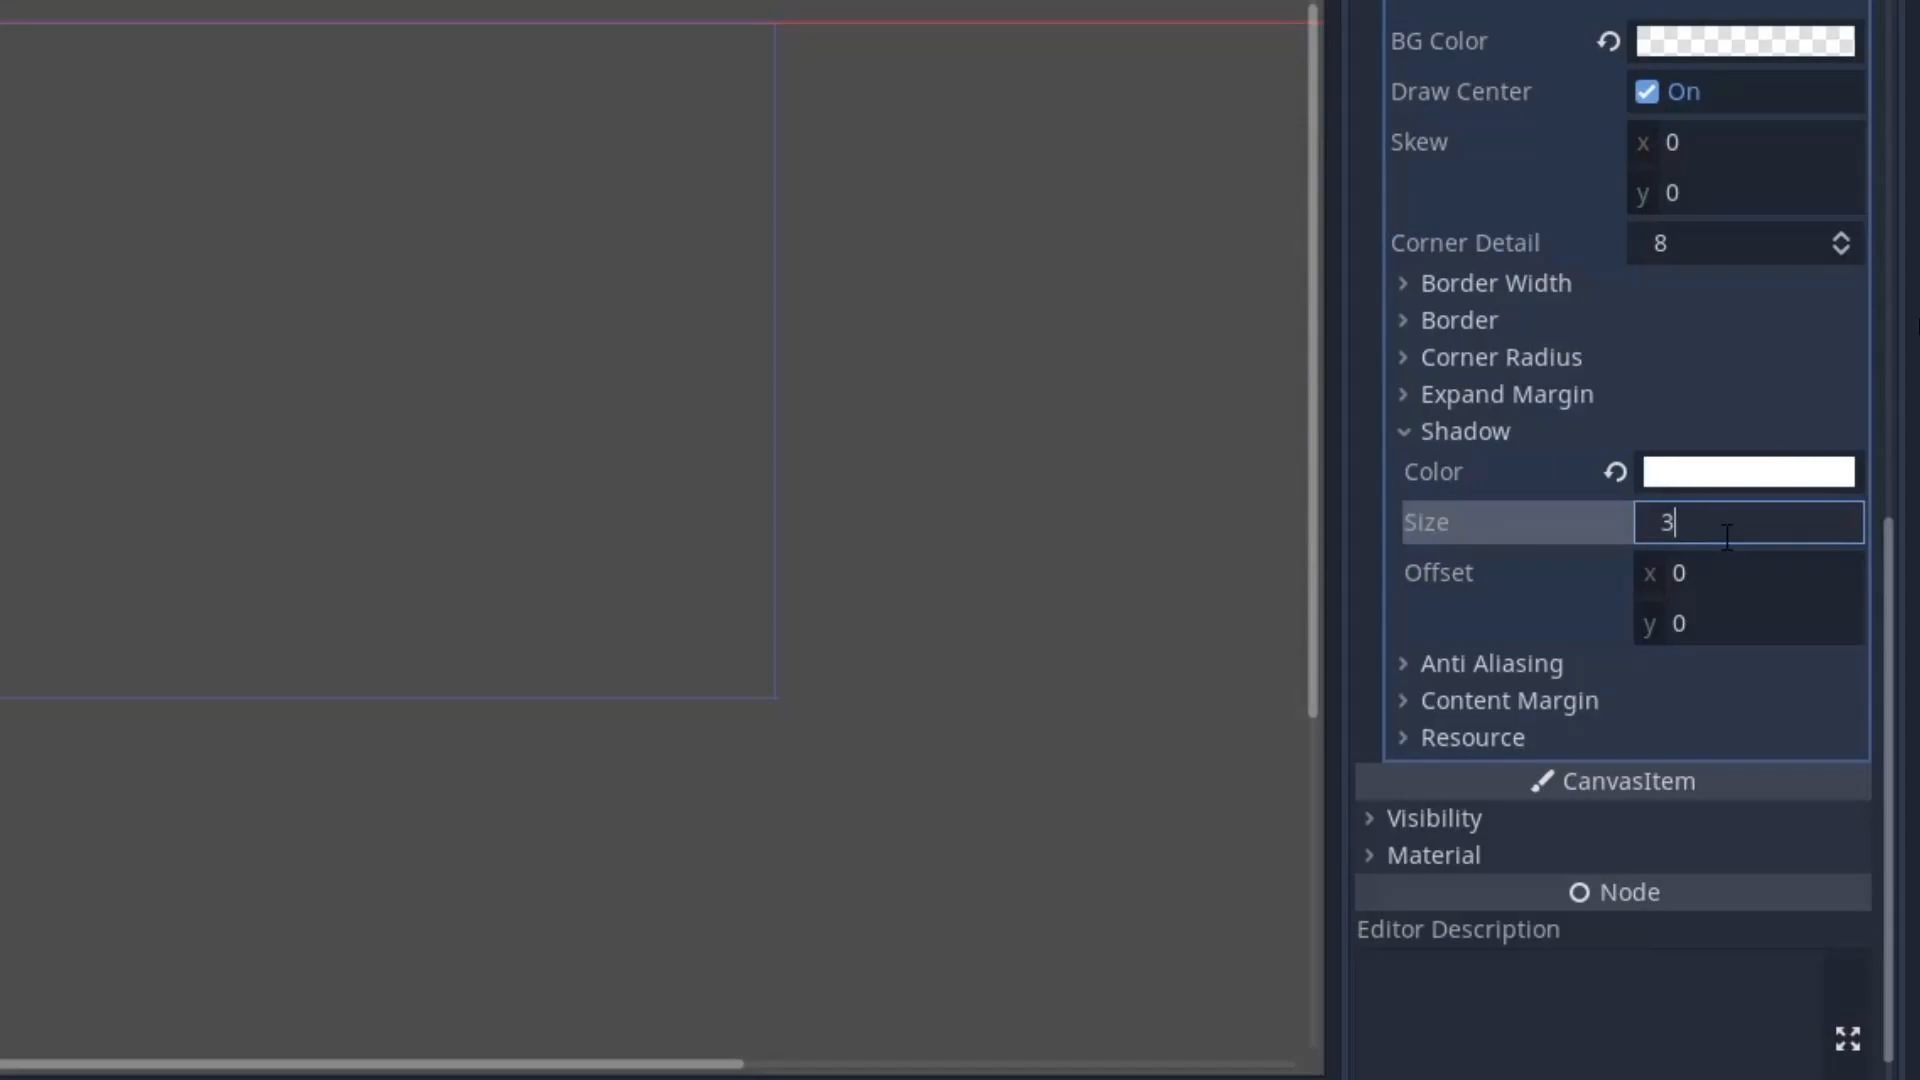 BG Color
Draw Center On
Skew x 0
y 0
Corner Detail 8
Border Width
Border
Corner Radius
Expand Margin
Shadow
Color
Size 3
Offset x 0
y 0
Anti Aliasing
Content Margin
Resource
CanvasItem
Visibility
Material
Node
Editor Description